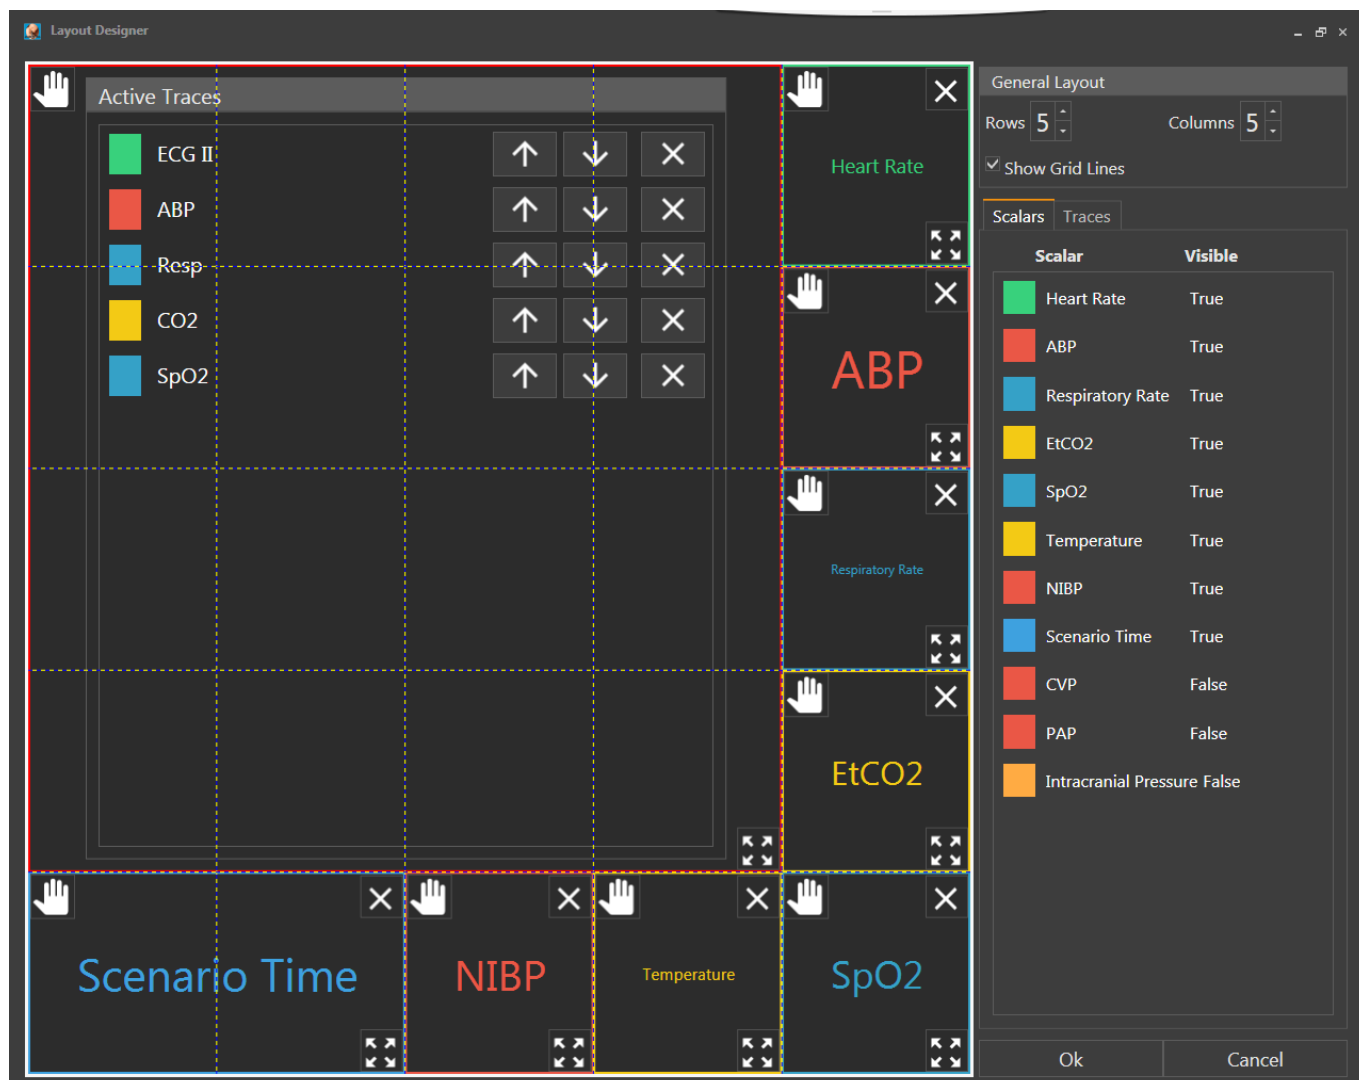 Layout Designer
Active Traces
ECG II
ABP
Resp
CO2
SpO2
Heart Rate
ABP
Respiratory Rate
EtCO2
Scenario Time
NIBP
Temperature
SpO2
General Layout
Rows 5 Columns 5
Show Grid Lines
Scalars Traces
Scalar Visible
Heart Rate True
ABP True
Respiratory Rate True
EtCO2 True
SpO2 True
Temperature True
NIBP True
Scenario Time True
CVP False
PAP False
Intracranial Pressure False
Ok Cancel